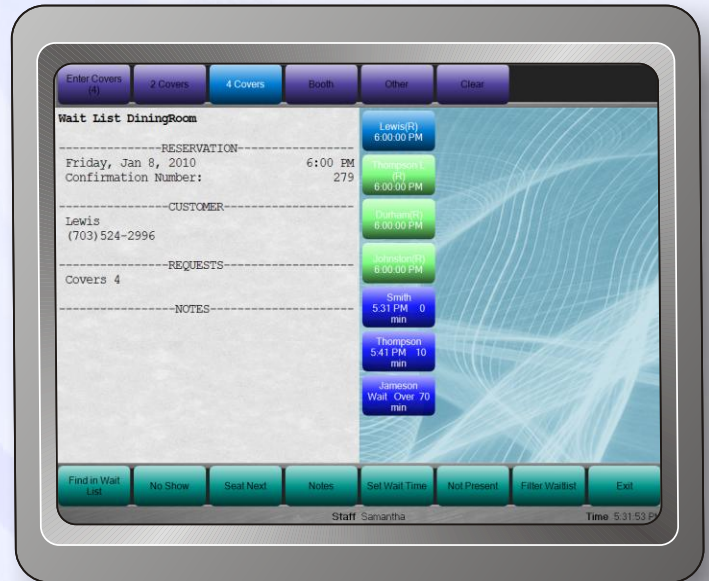 Enter Covers
(4)
2 Covers
4 Covers
Booth
Other
Clear
Wait List DiningRoom
RESERVATION
Friday, Jan 8, 2010 6:00 PM
Confirmation Number: 279
CUSTOMER
Lewis
(703)524-2996
REQUESTS
Covers 4
NOTES
Lewis(R)
6:00:00 PM
Thompson L
(R)
6:00:00 PM
Durham(R)
6:00:00 PM
Johnston(R)
6:00:00 PM
Smith
5:31 PM 0
min
Thompson
5:41 PM 10
min
Jameson
Wait Over 70
min
Find in Wait
List
No Show
Seat Next
Notes
Set Wait Time
Not Present
Filter Waitlist
Exit
Staff Samantha
Time 5:31:53 PM